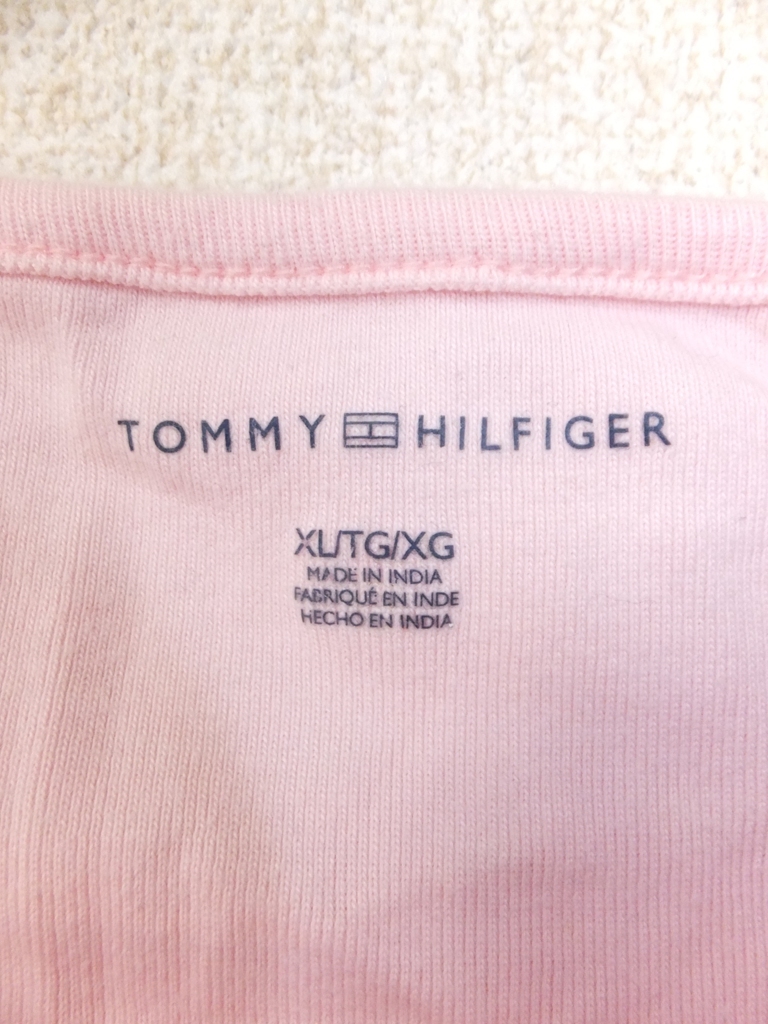 TOMMY HILFIGER
XL/TG/XG
MADE IN INDIA
FABRIQUÉ EN INDE
HECHO EN INDIA